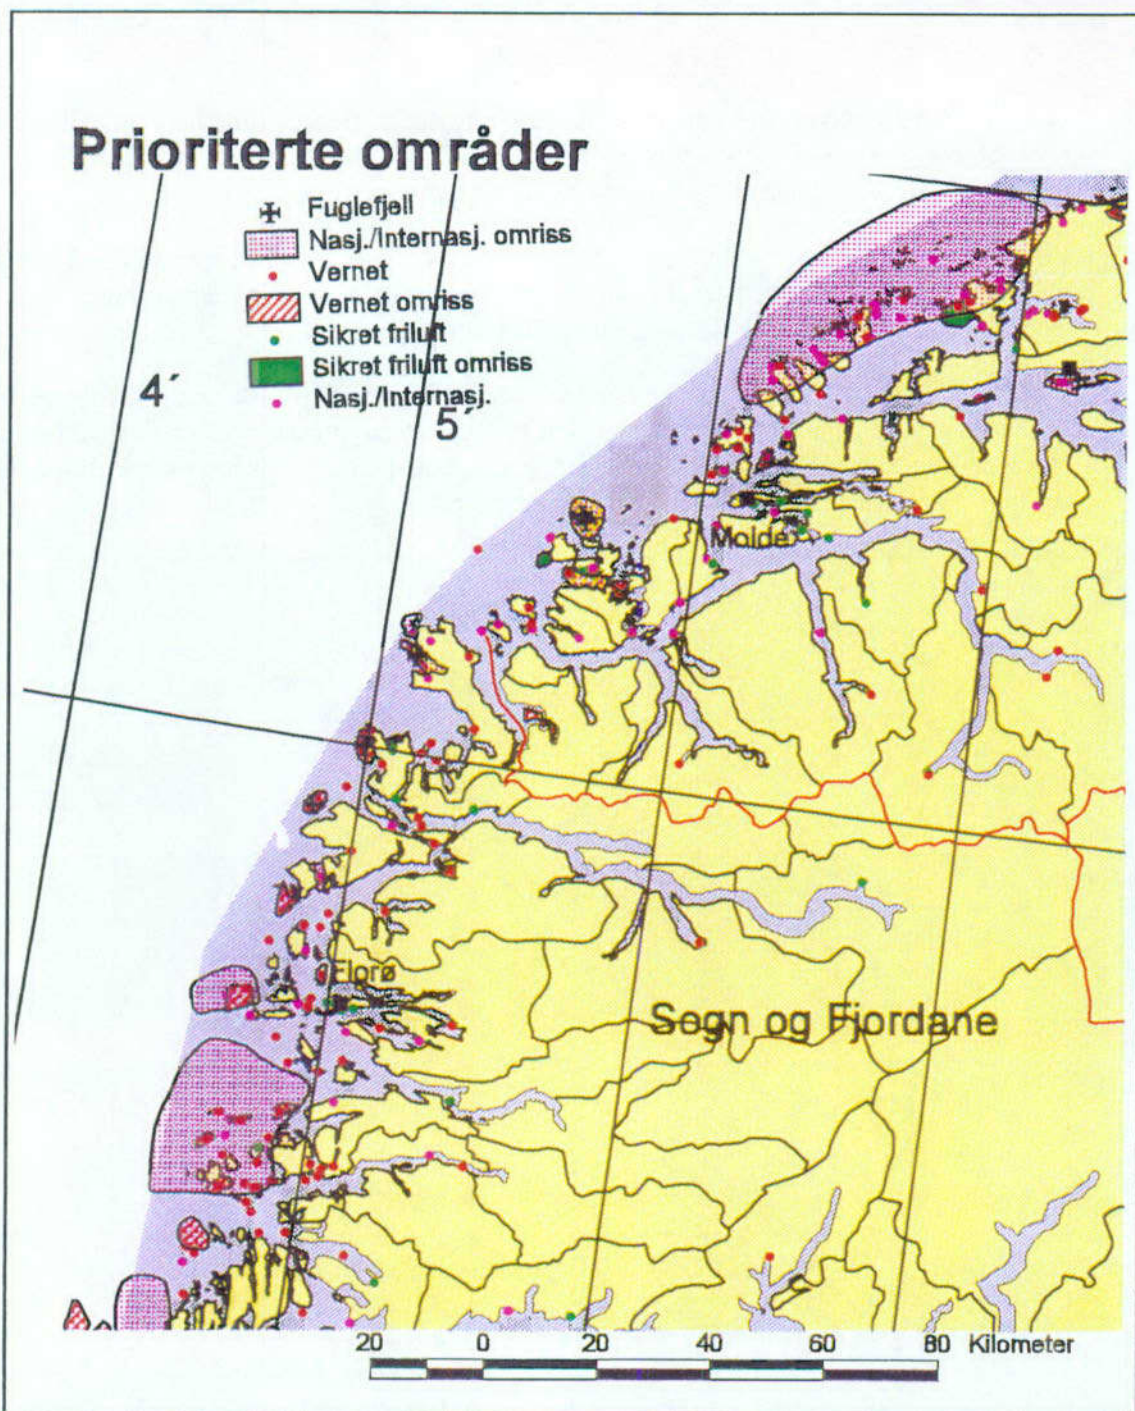 Prioriterte områder
Fuglefjell
Nasj./Internasj. omriss
Vernet
Vernet omriss
Sikret friluft
Sikret friluft omriss
Nasj./Internasj.
4´
5´
Molde
Florø
Sogn og Fjordane
20 0 20 40 60 80 Kilometer